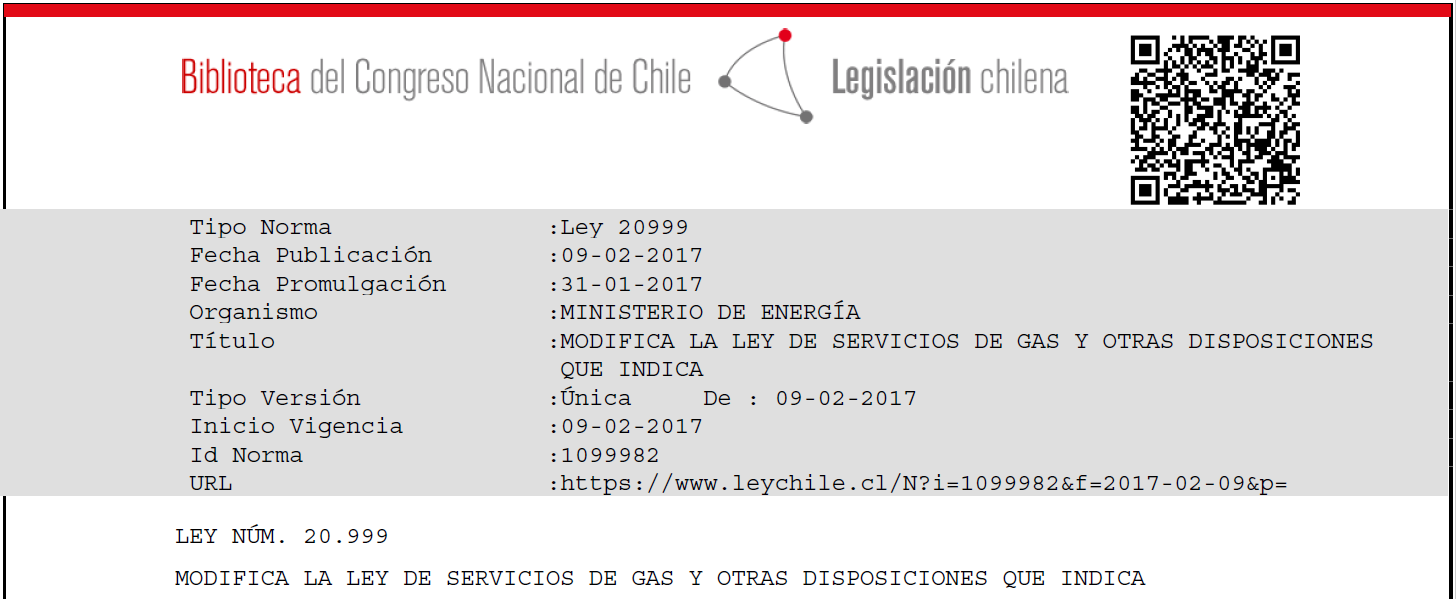 Biblioteca del Congreso Nacional de Chile Legislación chilena
Tipo Norma :Ley 20999
Fecha Publicación :09-02-2017
Fecha Promulgación :31-01-2017
Organismo :MINISTERIO DE ENERGÍA
Título :MODIFICA LA LEY DE SERVICIOS DE GAS Y OTRAS DISPOSICIONES
QUE INDICA
Tipo Versión :Única De : 09-02-2017
Inicio Vigencia :09-02-2017
Id Norma :1099982
URL :https://www.leychile.cl/N?i=1099982&f=2017-02-09&p=
LEY NÚM. 20.999
MODIFICA LA LEY DE SERVICIOS DE GAS Y OTRAS DISPOSICIONES QUE INDICA